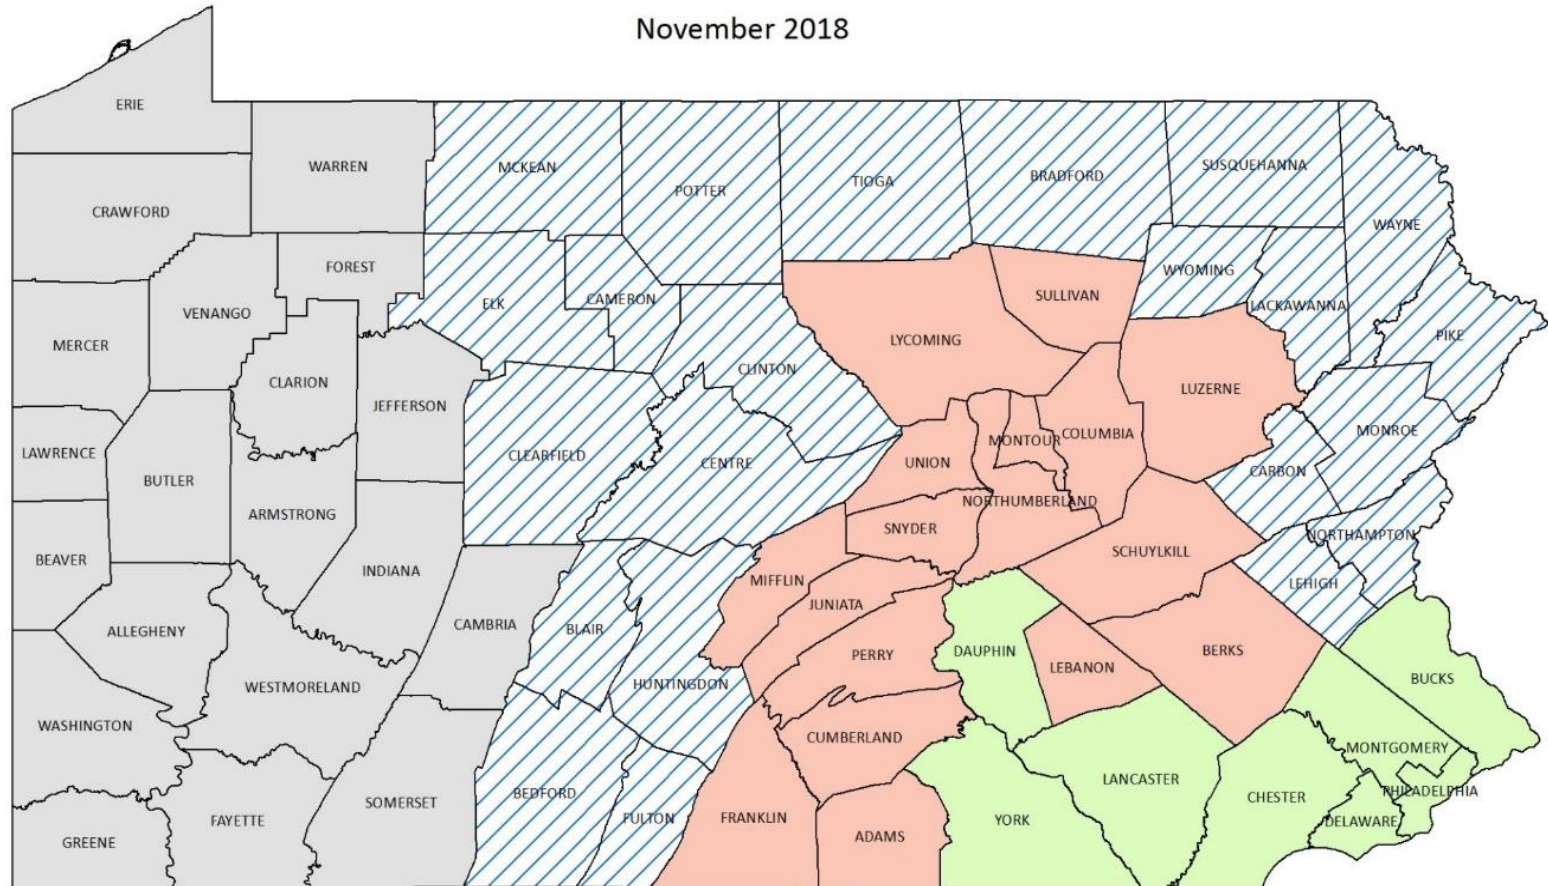 November 2018
ERIE
WARREN
MCKEAN
POTTER
TIOGA
BRADFORD
SUSQUEHANNA
CRAWFORD
WAYNE
FOREST
WYOMING
VENANGO
ELK
CAMERON
SULLIVAN
LACKAWANNA
MERCER
LYCOMING
PIKE
CLARION
CLINTON
LUZERNE
JEFFERSON
LAWRENCE
CLEARFIELD
CENTRE
UNION
MONTOUR
COLUMBIA
MONROE
BUTLER
CARBON
ARMSTRONG
SNYDER
NORTHUMBERLAND
NORTHAMPTON
BEAVER
INDIANA
SCHUYLKILL
MIFFLIN
LEHIGH
ALLEGHENY
CAMBRIA
BLAIR
JUNIATA
DAUPHIN
PERRY
LEBANON
BERKS
WESTMORELAND
HUNTINGDON
BUCKS
WASHINGTON
CUMBERLAND
MONTGOMERY
SOMERSET
BEDFORD
LANCASTER
CHESTER
PHILADELPHIA
GREENE
FAYETTE
FULTON
FRANKLIN
ADAMS
YORK
DELAWARE